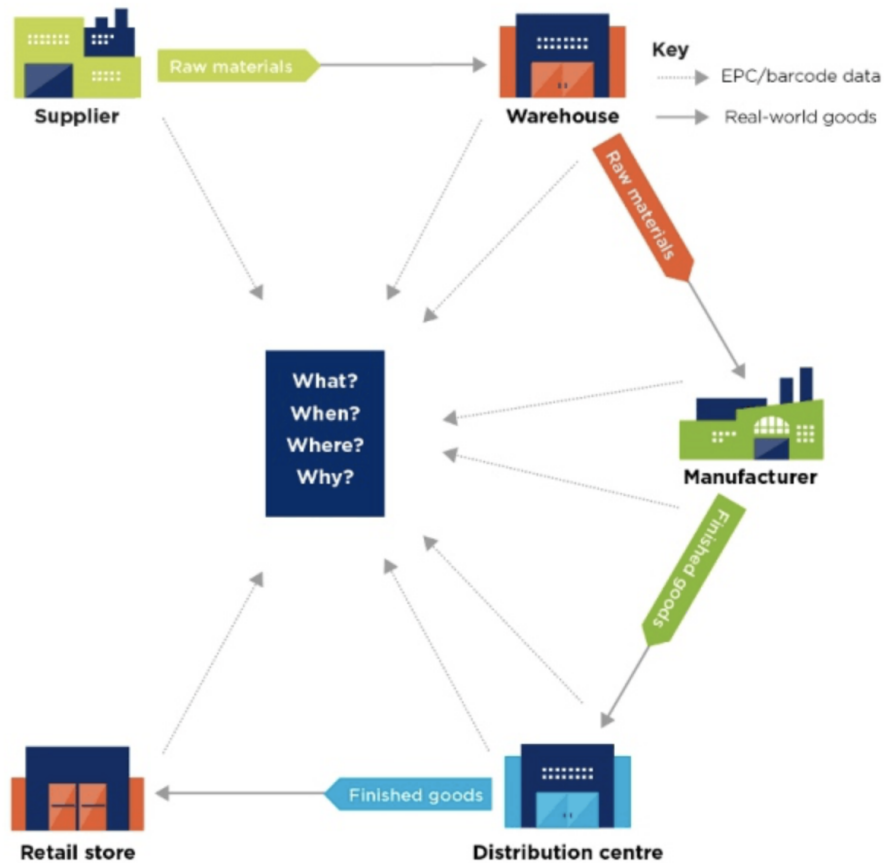 Raw materials
Supplier
Warehouse
Key
EPC/barcode data
Real-world goods
Raw materials
What?
When?
Where?
Why?
Manufacturer
Finished goods
Finished goods
Retail store
Distribution centre